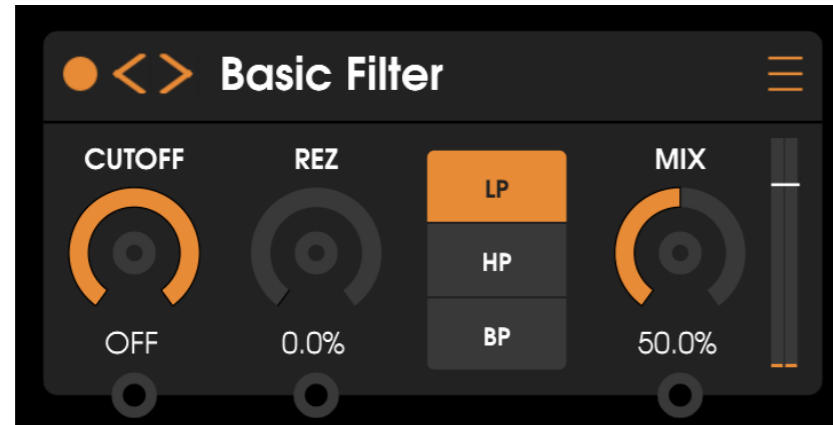 Basic Filter
CUTOFF
OFF
REZ
0.0%
LP
HP
BP
MIX
50.0%